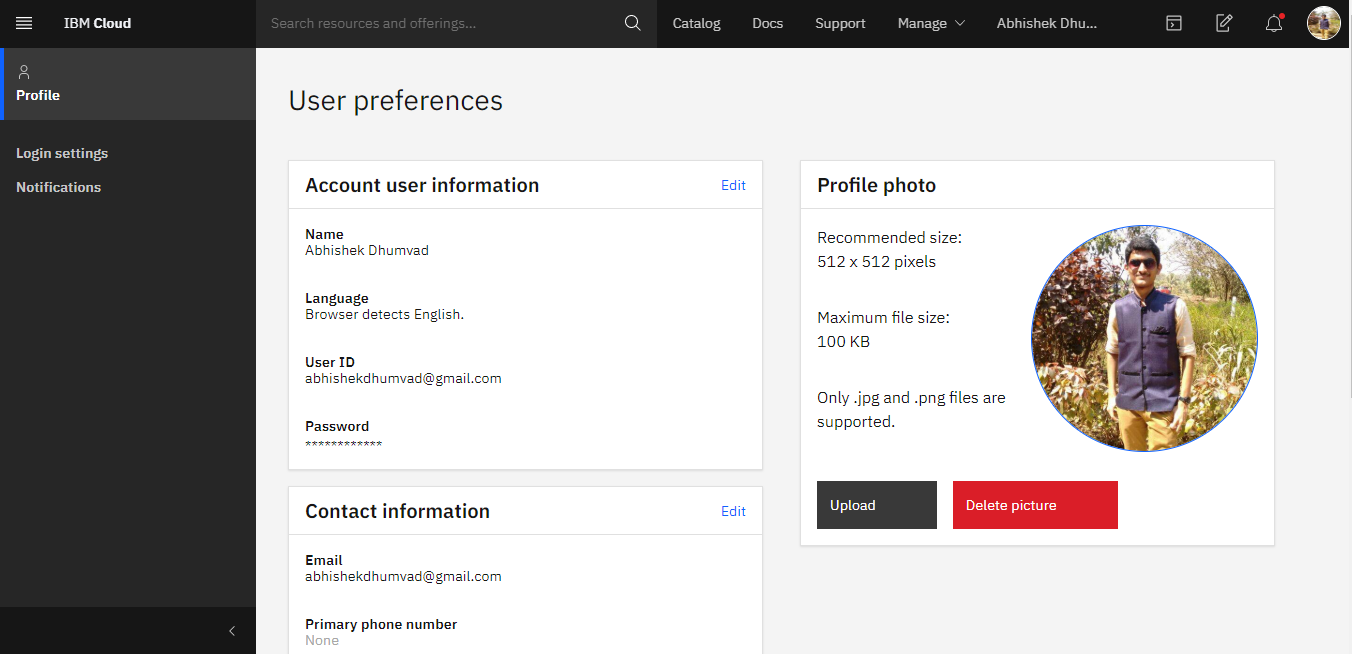 IBM Cloud
Search resources and offerings...
Catalog
Docs
Support
Manage
Abhishek Dhu...
Profile
Login settings
Notifications
User preferences
Account user information
Edit
Name
Abhishek Dhumvad
Language
Browser detects English.
User ID
abhishekdhumvad@gmail.com
Password
************
Contact information
Edit
Email
abhishekdhumvad@gmail.com
Primary phone number
None
Profile photo
Recommended size:
512 x 512 pixels
Maximum file size:
100 KB
Only .jpg and .png files are
supported.
Upload
Delete picture